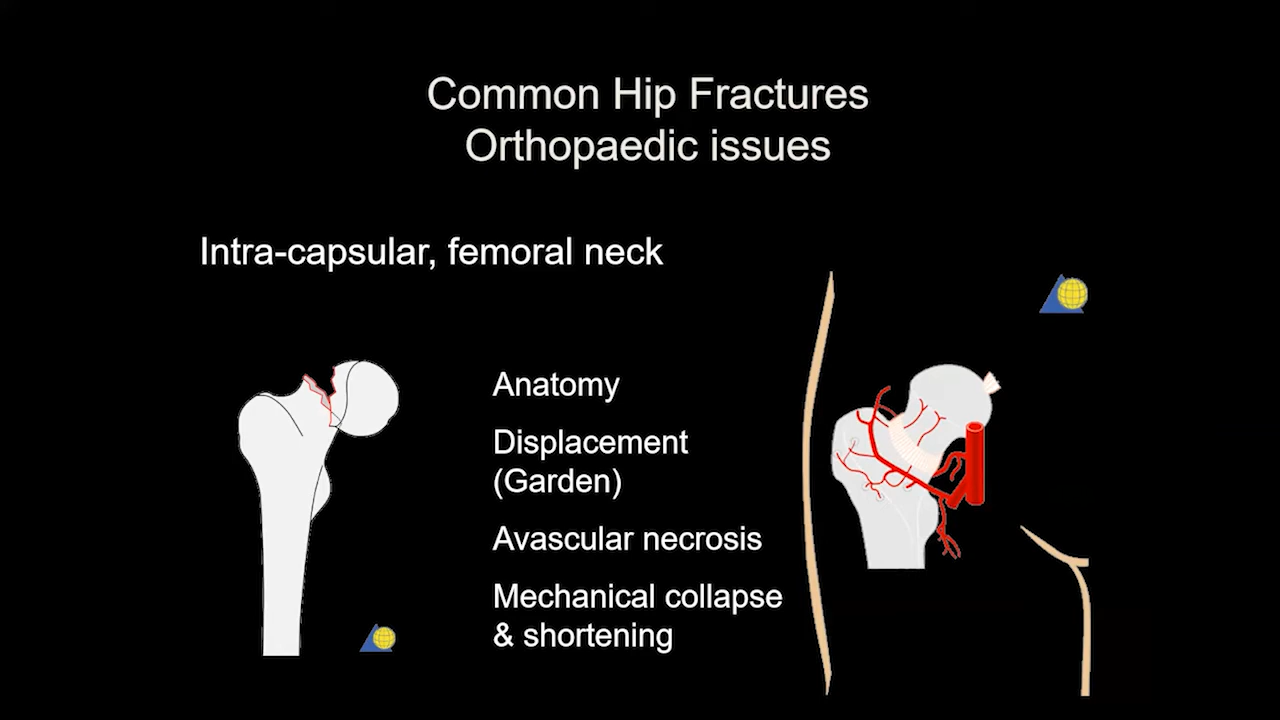 Common Hip Fractures
Orthopaedic issues
Intra-capsular, femoral neck
Anatomy
Displacement
(Garden)
Avascular necrosis
Mechanical collapse
& shortening